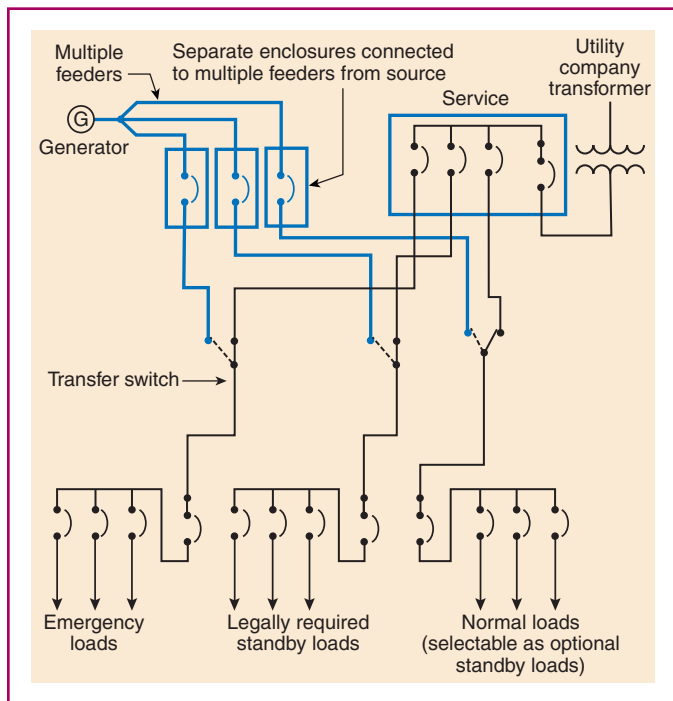 Multiple
feeders
Separate enclosures connected
to multiple feeders from source
Utility
company
transformer
Service
G
Generator
Transfer switch
Emergency
loads
Legally required
standby loads
Normal loads
(selectable as optional
standby loads)